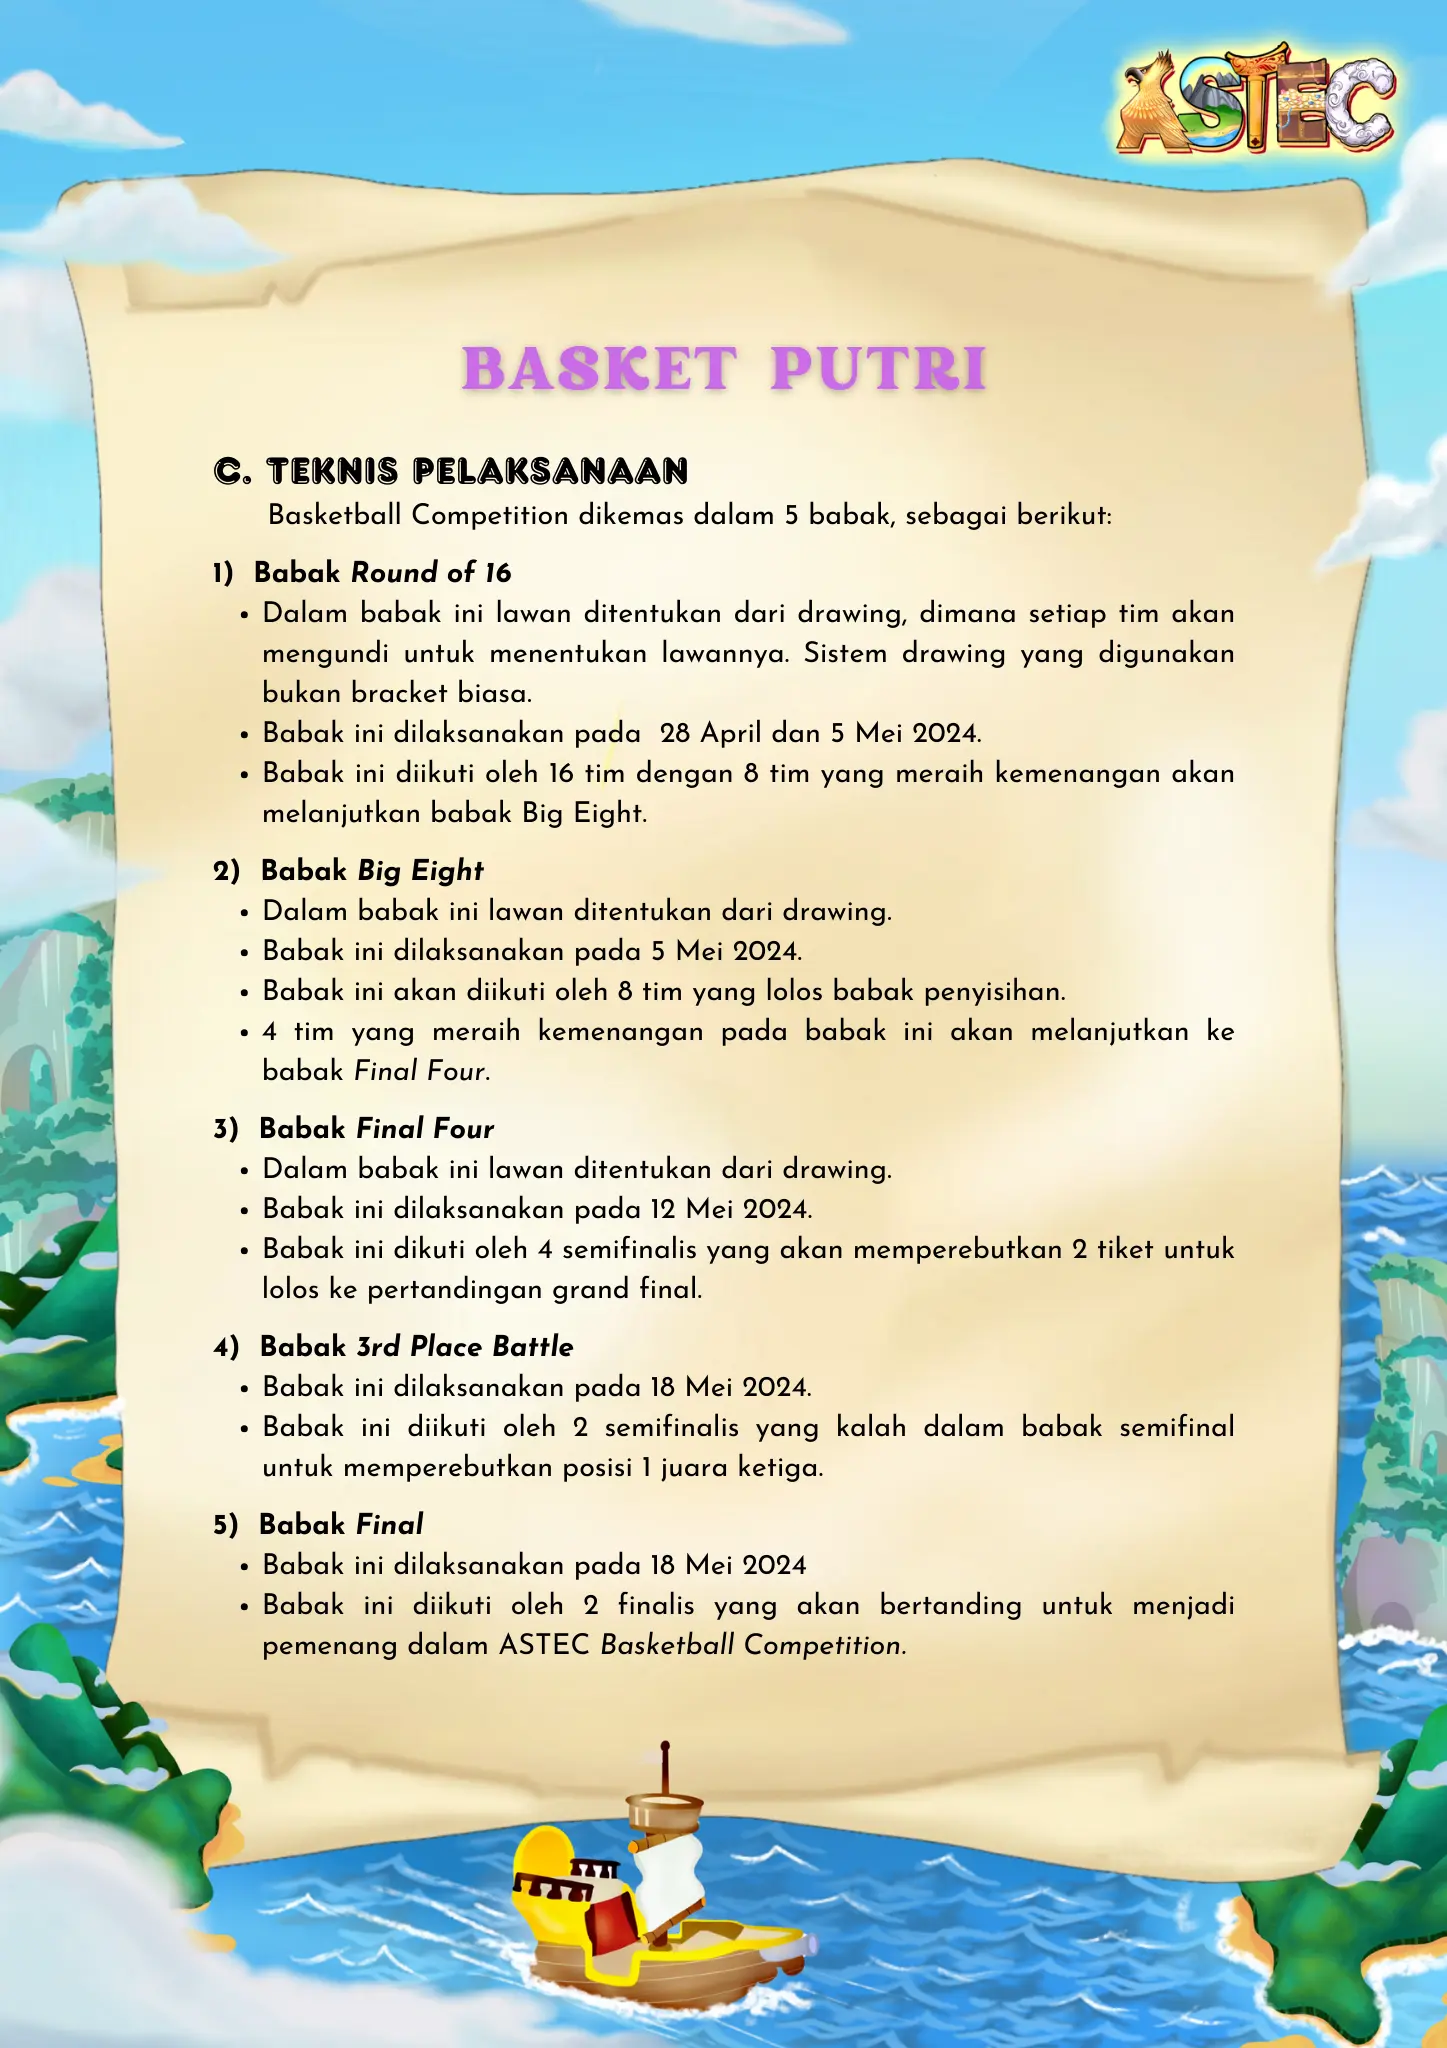 ASTEC
BASKET PUTRI
C. TEKNIS PELAKSANAAN
Basketball Competition dikemas dalam 5 babak, sebagai berikut:
1) Babak Round of 16
• Dalam babak ini lawan ditentukan dari drawing, dimana setiap tim akan
mengundi untuk menentukan lawannya. Sistem drawing yang digunakan
bukan bracket biasa.
• Babak ini dilaksanakan pada 28 April dan 5 Mei 2024.
• Babak ini diikuti oleh 16 tim dengan 8 tim yang meraih kemenangan akan
melanjutkan babak Big Eight.
2) Babak Big Eight
• Dalam babak ini lawan ditentukan dari drawing.
• Babak ini dilaksanakan pada 5 Mei 2024.
• Babak ini akan diikuti oleh 8 tim yang lolos babak penyisihan.
• 4 tim yang meraih kemenangan pada babak ini akan melanjutkan ke
babak Final Four.
3) Babak Final Four
• Dalam babak ini lawan ditentukan dari drawing.
• Babak ini dilaksanakan pada 12 Mei 2024.
• Babak ini dikuti oleh 4 semifinalis yang akan memperebutkan 2 tiket untuk
lolos ke pertandingan grand final.
4) Babak 3rd Place Battle
• Babak ini dilaksanakan pada 18 Mei 2024.
• Babak ini diikuti oleh 2 semifinalis yang kalah dalam babak semifinal
untuk memperebutkan posisi 1 juara ketiga.
5) Babak Final
• Babak ini dilaksanakan pada 18 Mei 2024
• Babak ini diikuti oleh 2 finalis yang akan bertanding untuk menjadi
pemenang dalam ASTEC Basketball Competition.